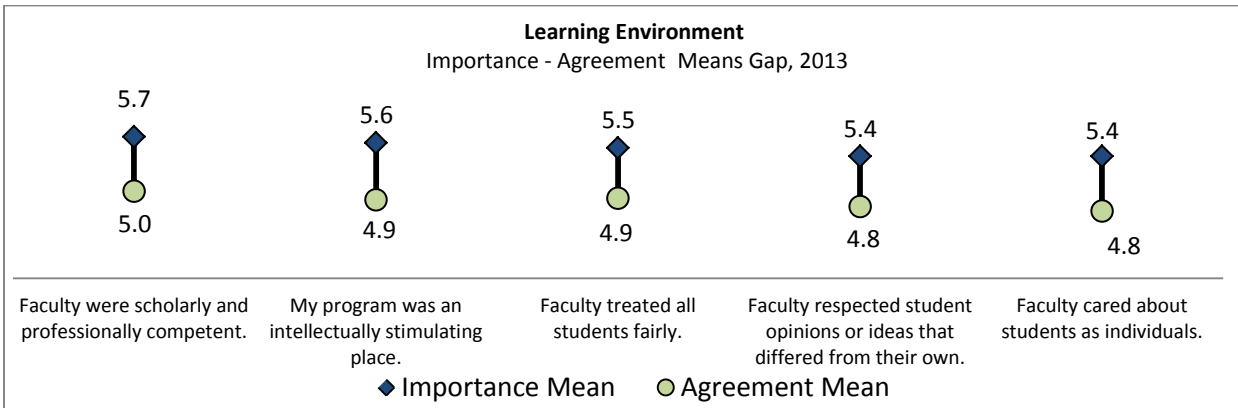 Learning Environment
Importance - Agreement Means Gap, 2013
5.7
5.6
5.5
5.4
5.4
5.0
4.9
4.9
4.8
4.8
Faculty were scholarly and
professionally competent.
My program was an
intellectually stimulating
place.
Faculty treated all
students fairly.
Faculty respected student
opinions or ideas that
differed from their own.
Faculty cared about
students as individuals.
Importance Mean
Agreement Mean